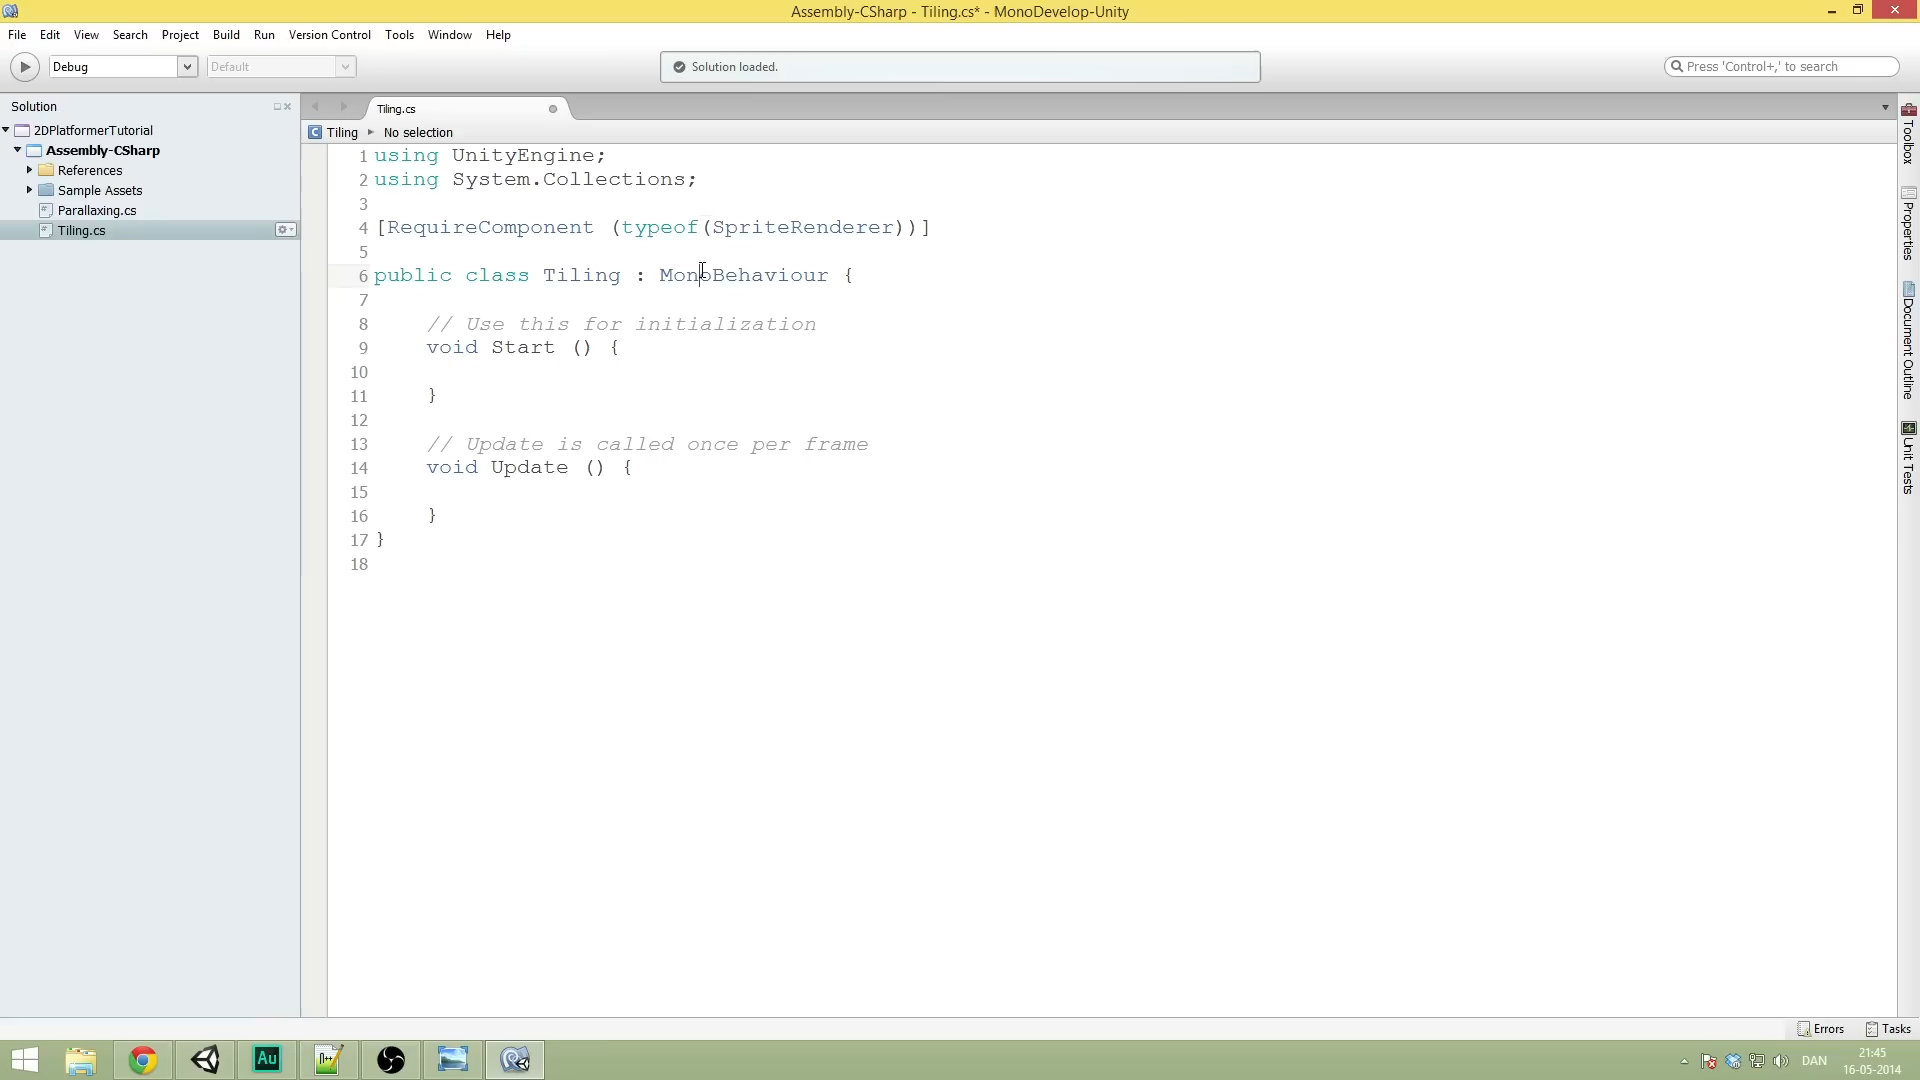 Assembly-CSharp - Tiling.cs* - MonoDevelop-Unity
File Edit View Search Project Build Run Version Control Tools Window Help
Debug Default Solution loaded. Press 'Control+,' to search
Solution
2DPlatformerTutorial
Assembly-CSharp
References
Sample Assets
Parallaxing.cs
Tiling.cs
Tiling.cs
Tiling No selection
1 using UnityEngine;
2 using System.Collections;
3
4 [RequireComponent (typeof(SpriteRenderer))]
5
6 public class Tiling : MonoBehaviour {
7
8 // Use this for initialization
9 void Start () {
10
11 }
12
13 // Update is called once per frame
14 void Update () {
15
16 }
17 }
18
Toolbox
Properties
Document Outline
Unit Tests
Errors Tasks
Au
n++
DAN
21:45
16-05-2014